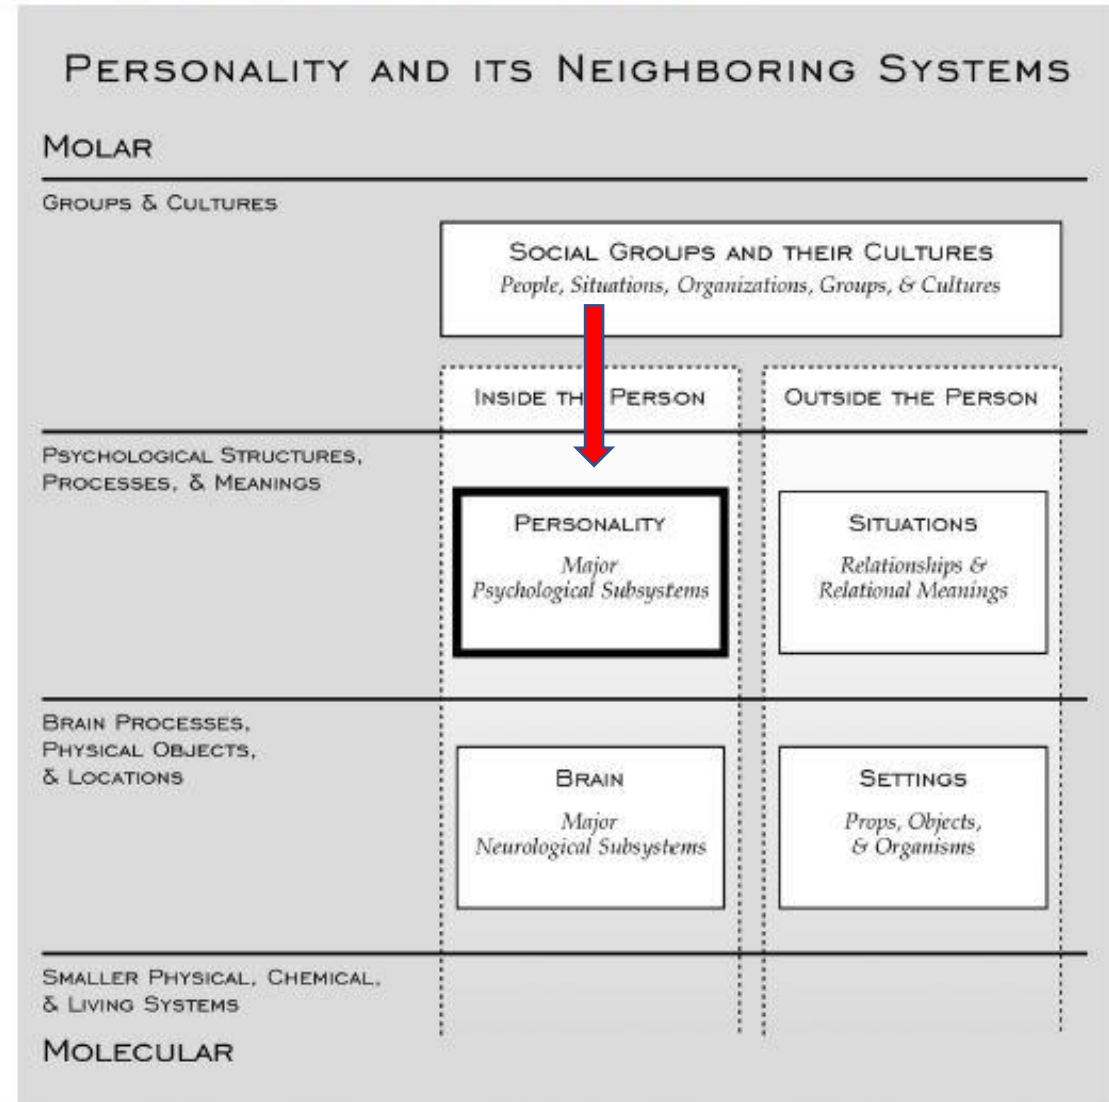 PERSONALITY AND ITS NEIGHBORING SYSTEMS
MOLAR
GROUPS & CULTURES
SOCIAL GROUPS AND THEIR CULTURES
People, Situations, Organizations, Groups, & Cultures
INSIDE THE PERSON
OUTSIDE THE PERSON
PSYCHOLOGICAL STRUCTURES,
PROCESSES, & MEANINGS
PERSONALITY
Major
Psychological Subsystems
SITUATIONS
Relationships &
Relational Meanings
BRAIN PROCESSES,
PHYSICAL OBJECTS,
& LOCATIONS
BRAIN
Major
Neurological Subsystems
SETTINGS
Props, Objects,
& Organisms
SMALLER PHYSICAL, CHEMICAL,
& LIVING SYSTEMS
MOLECULAR